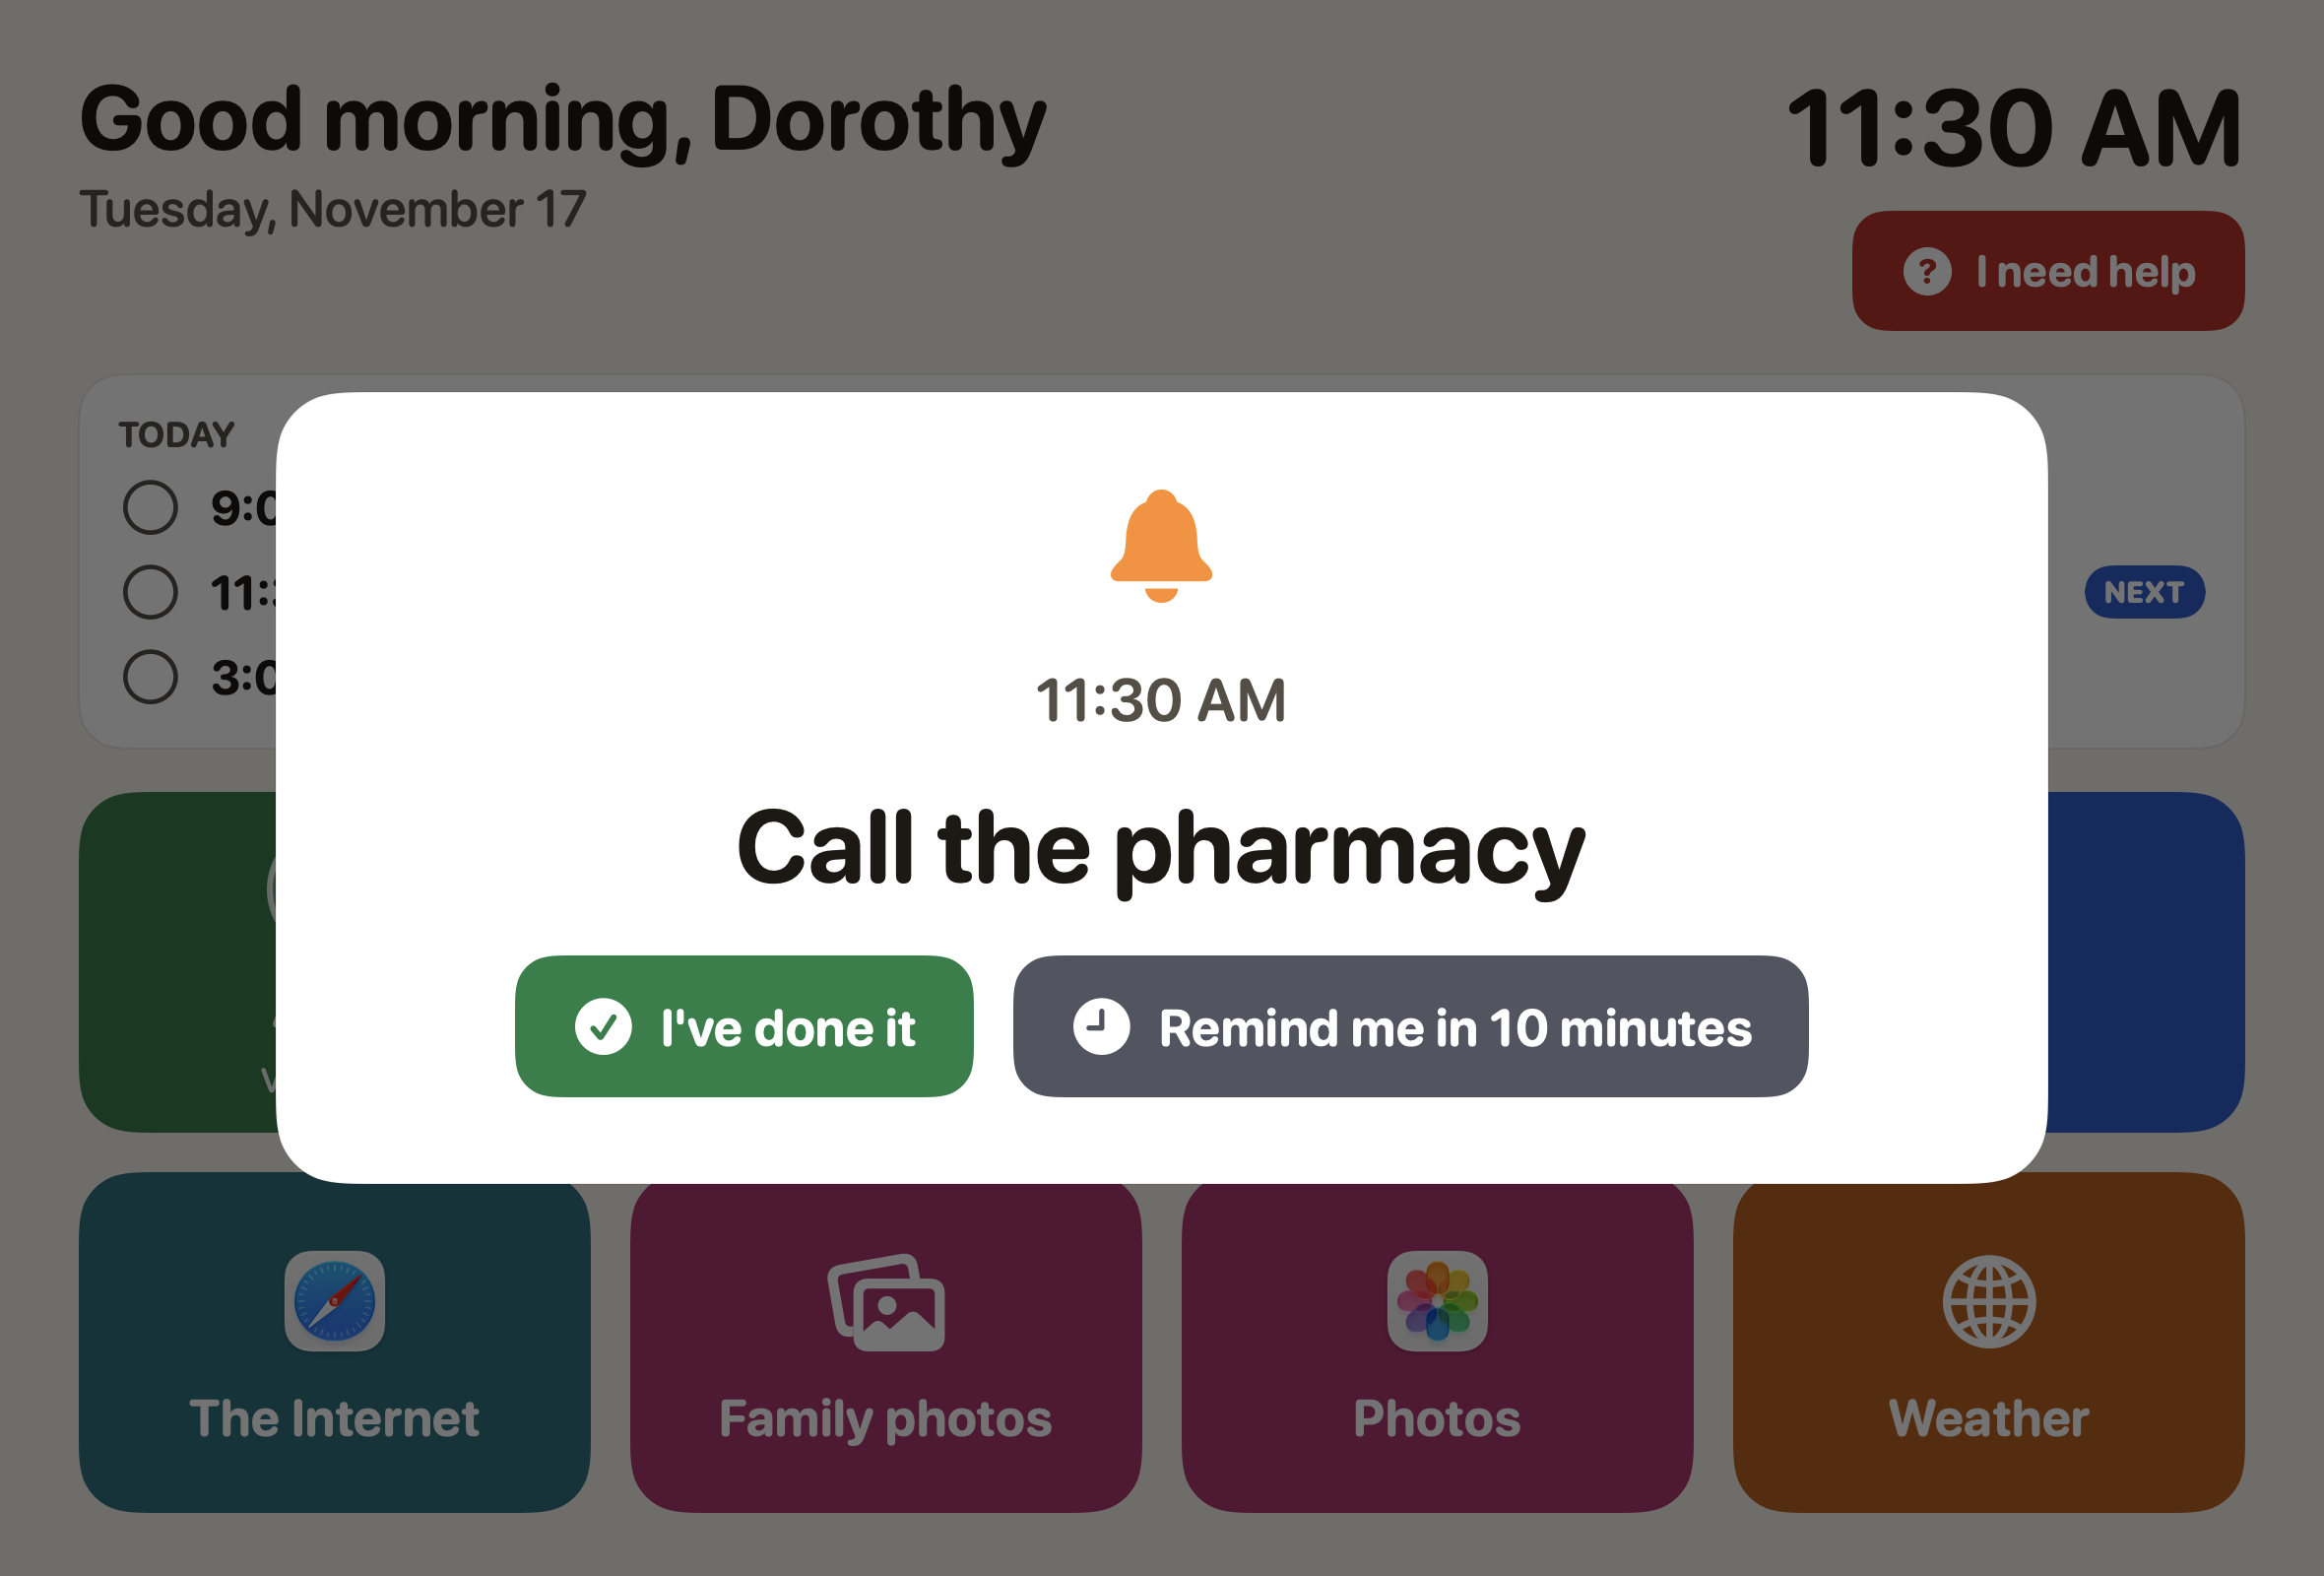 Good morning, Dorothy
11:30 AM
Tuesday, November 17
I need help
TODAY
NEXT
11:30 AM
Call the pharmacy
I've done it
Remind me in 10 minutes
The Internet
Family photos
Photos
Weather